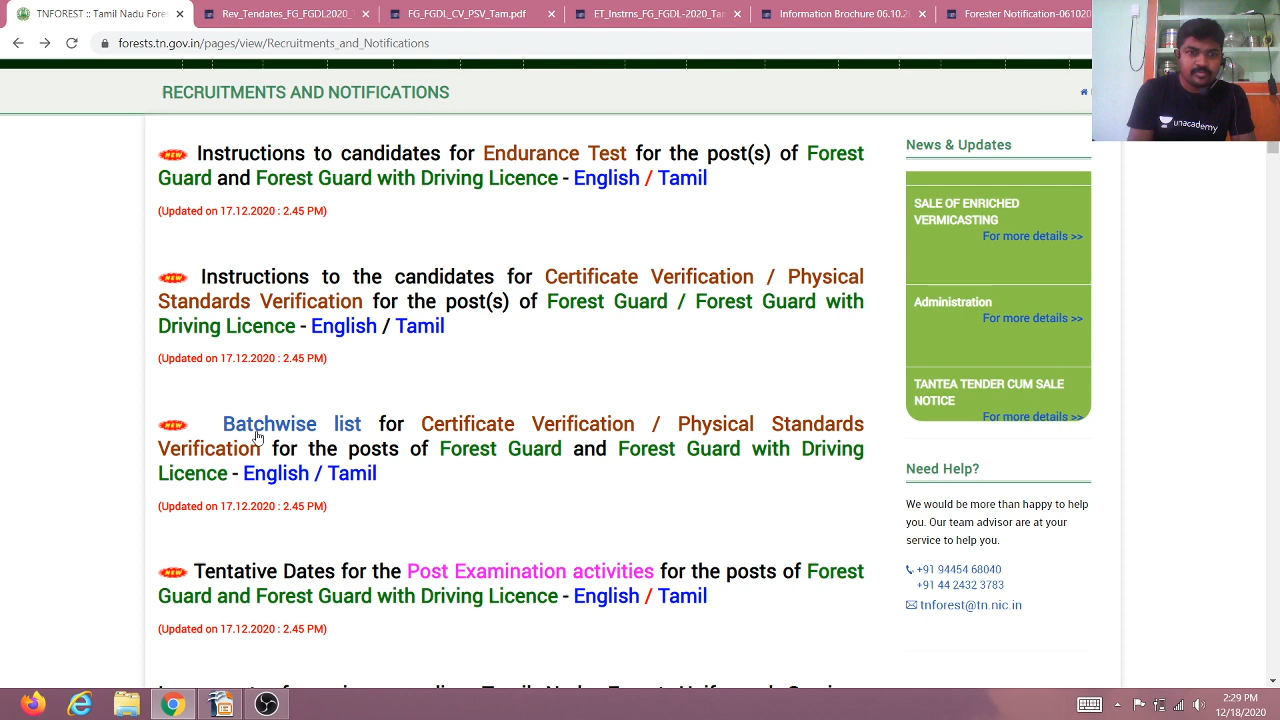 TNFOREST :: Tamil Nadu Fores
Rev_Tendates_FG_FGDL2020_T
FG_FGDL_CV_PSV_Tam.pdf
ET_Instrns_FG_FGDL-2020_Tam
Information Brochure 06.10.20
Forester Notification-0610202
forests.tn.gov.in/pages/view/Recruitments_and_Notifications
RECRUITMENTS AND NOTIFICATIONS
NEW Instructions to candidates for Endurance Test for the post(s) of Forest
Guard and Forest Guard with Driving Licence - English / Tamil
(Updated on 17.12.2020 : 2.45 PM)
NEW Instructions to the candidates for Certificate Verification / Physical
Standards Verification for the post(s) of Forest Guard / Forest Guard with
Driving Licence - English / Tamil
(Updated on 17.12.2020 : 2.45 PM)
NEW Batchwise list for Certificate Verification / Physical Standards
Verification for the posts of Forest Guard and Forest Guard with Driving
Licence - English / Tamil
(Updated on 17.12.2020 : 2.45 PM)
NEW Tentative Dates for the Post Examination activities for the posts of Forest
Guard and Forest Guard with Driving Licence - English / Tamil
(Updated on 17.12.2020 : 2.45 PM)
News & Updates
SALE OF ENRICHED
VERMICASTING
For more details >>
Administration
For more details >>
TANTEA TENDER CUM SALE
NOTICE
For more details >>
Need Help?
We would be more than happy to help
you. Our team advisor are at your
service to help you.
+91 94454 68040
+91 44 2432 3783
tnforest@tn.nic.in
unacademy
2:29 PM
12/18/2020